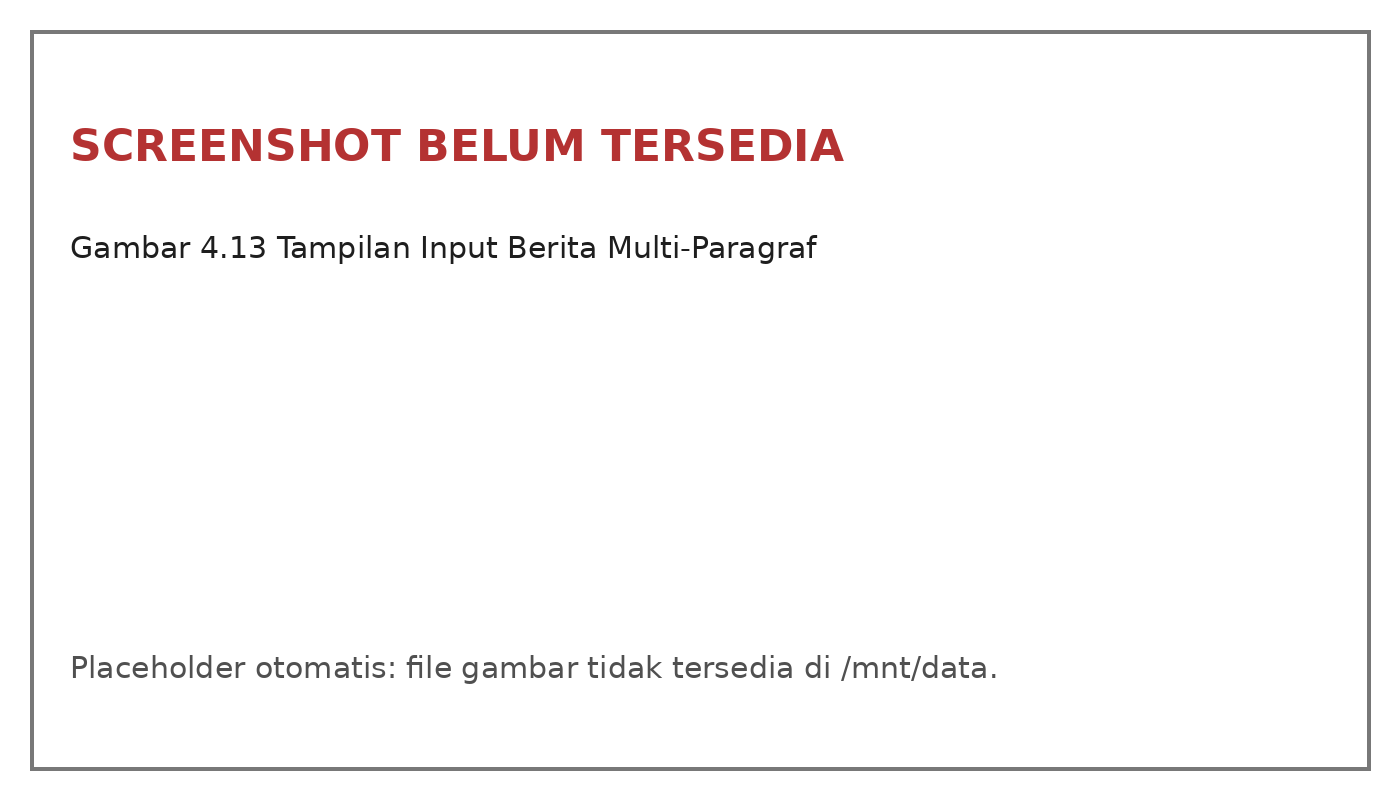 SCREENSHOT BELUM TERSEDIA
Gambar 4.13 Tampilan Input Berita Multi-Paragraf
Placeholder otomatis: file gambar tidak tersedia di /mnt/data.